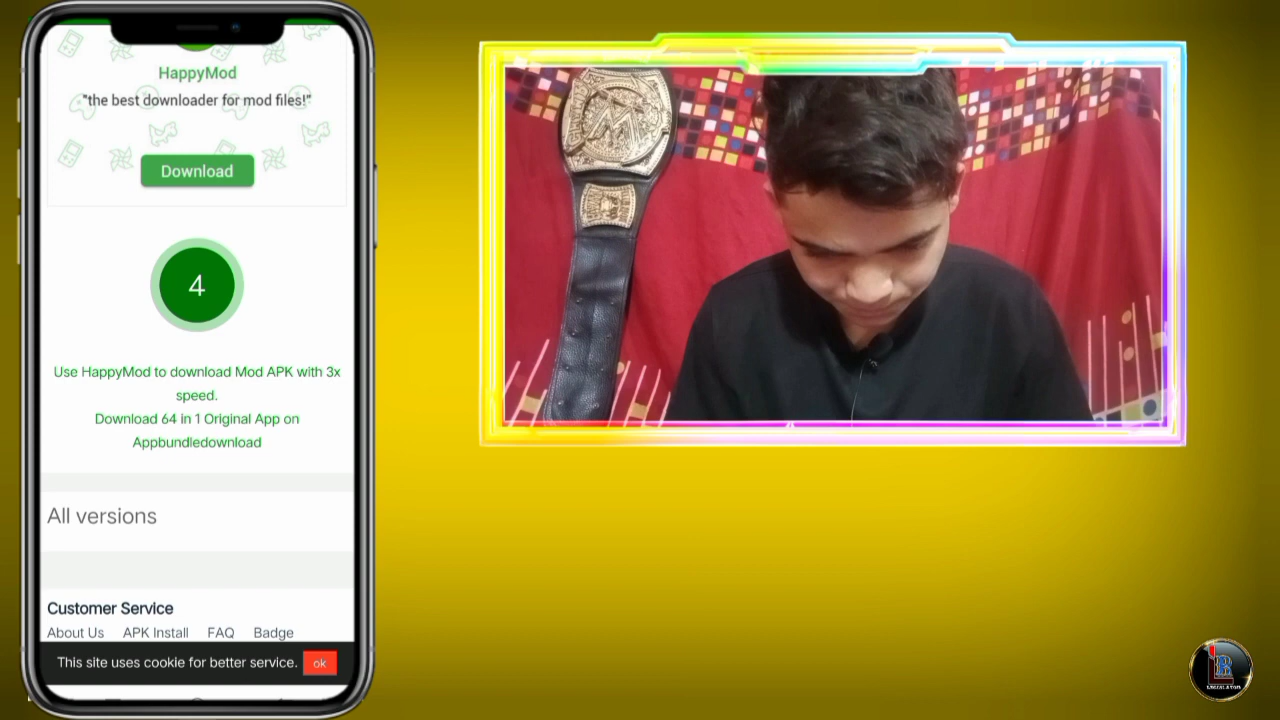 HappyMod
"the best downloader for mod files!"
Download
4
Use HappyMod to download Mod APK with 3x
speed.
Download 64 in 1 Original App on
Appbundledownload
All versions
Customer Service
About Us APK Install FAQ Badge
This site uses cookie for better service. ok